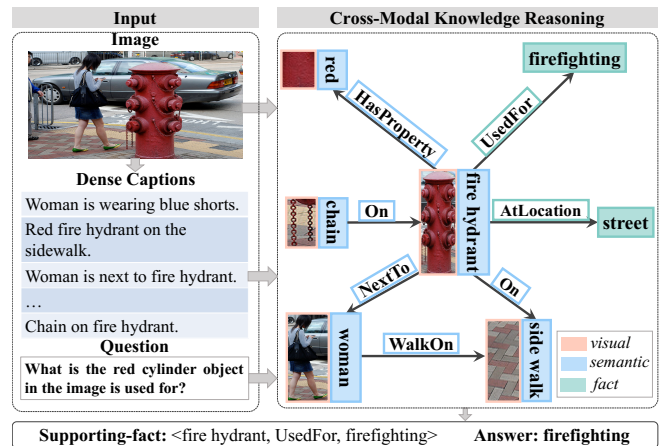 Input
Image
Dense Captions
Woman is wearing blue shorts.
Red fire hydrant on the
sidewalk.
Woman is next to fire hydrant.
...
Chain on fire hydrant.
Question
What is the red cylinder object
in the image is used for?
Cross-Modal Knowledge Reasoning
red
firefighting
HasProperty
UsedFor
chain
On
fire hydrant
AtLocation
street
NextTo
On
woman
WalkOn
side walk
visual
semantic
fact
Supporting-fact: <fire hydrant, UsedFor, firefighting>
Answer: firefighting